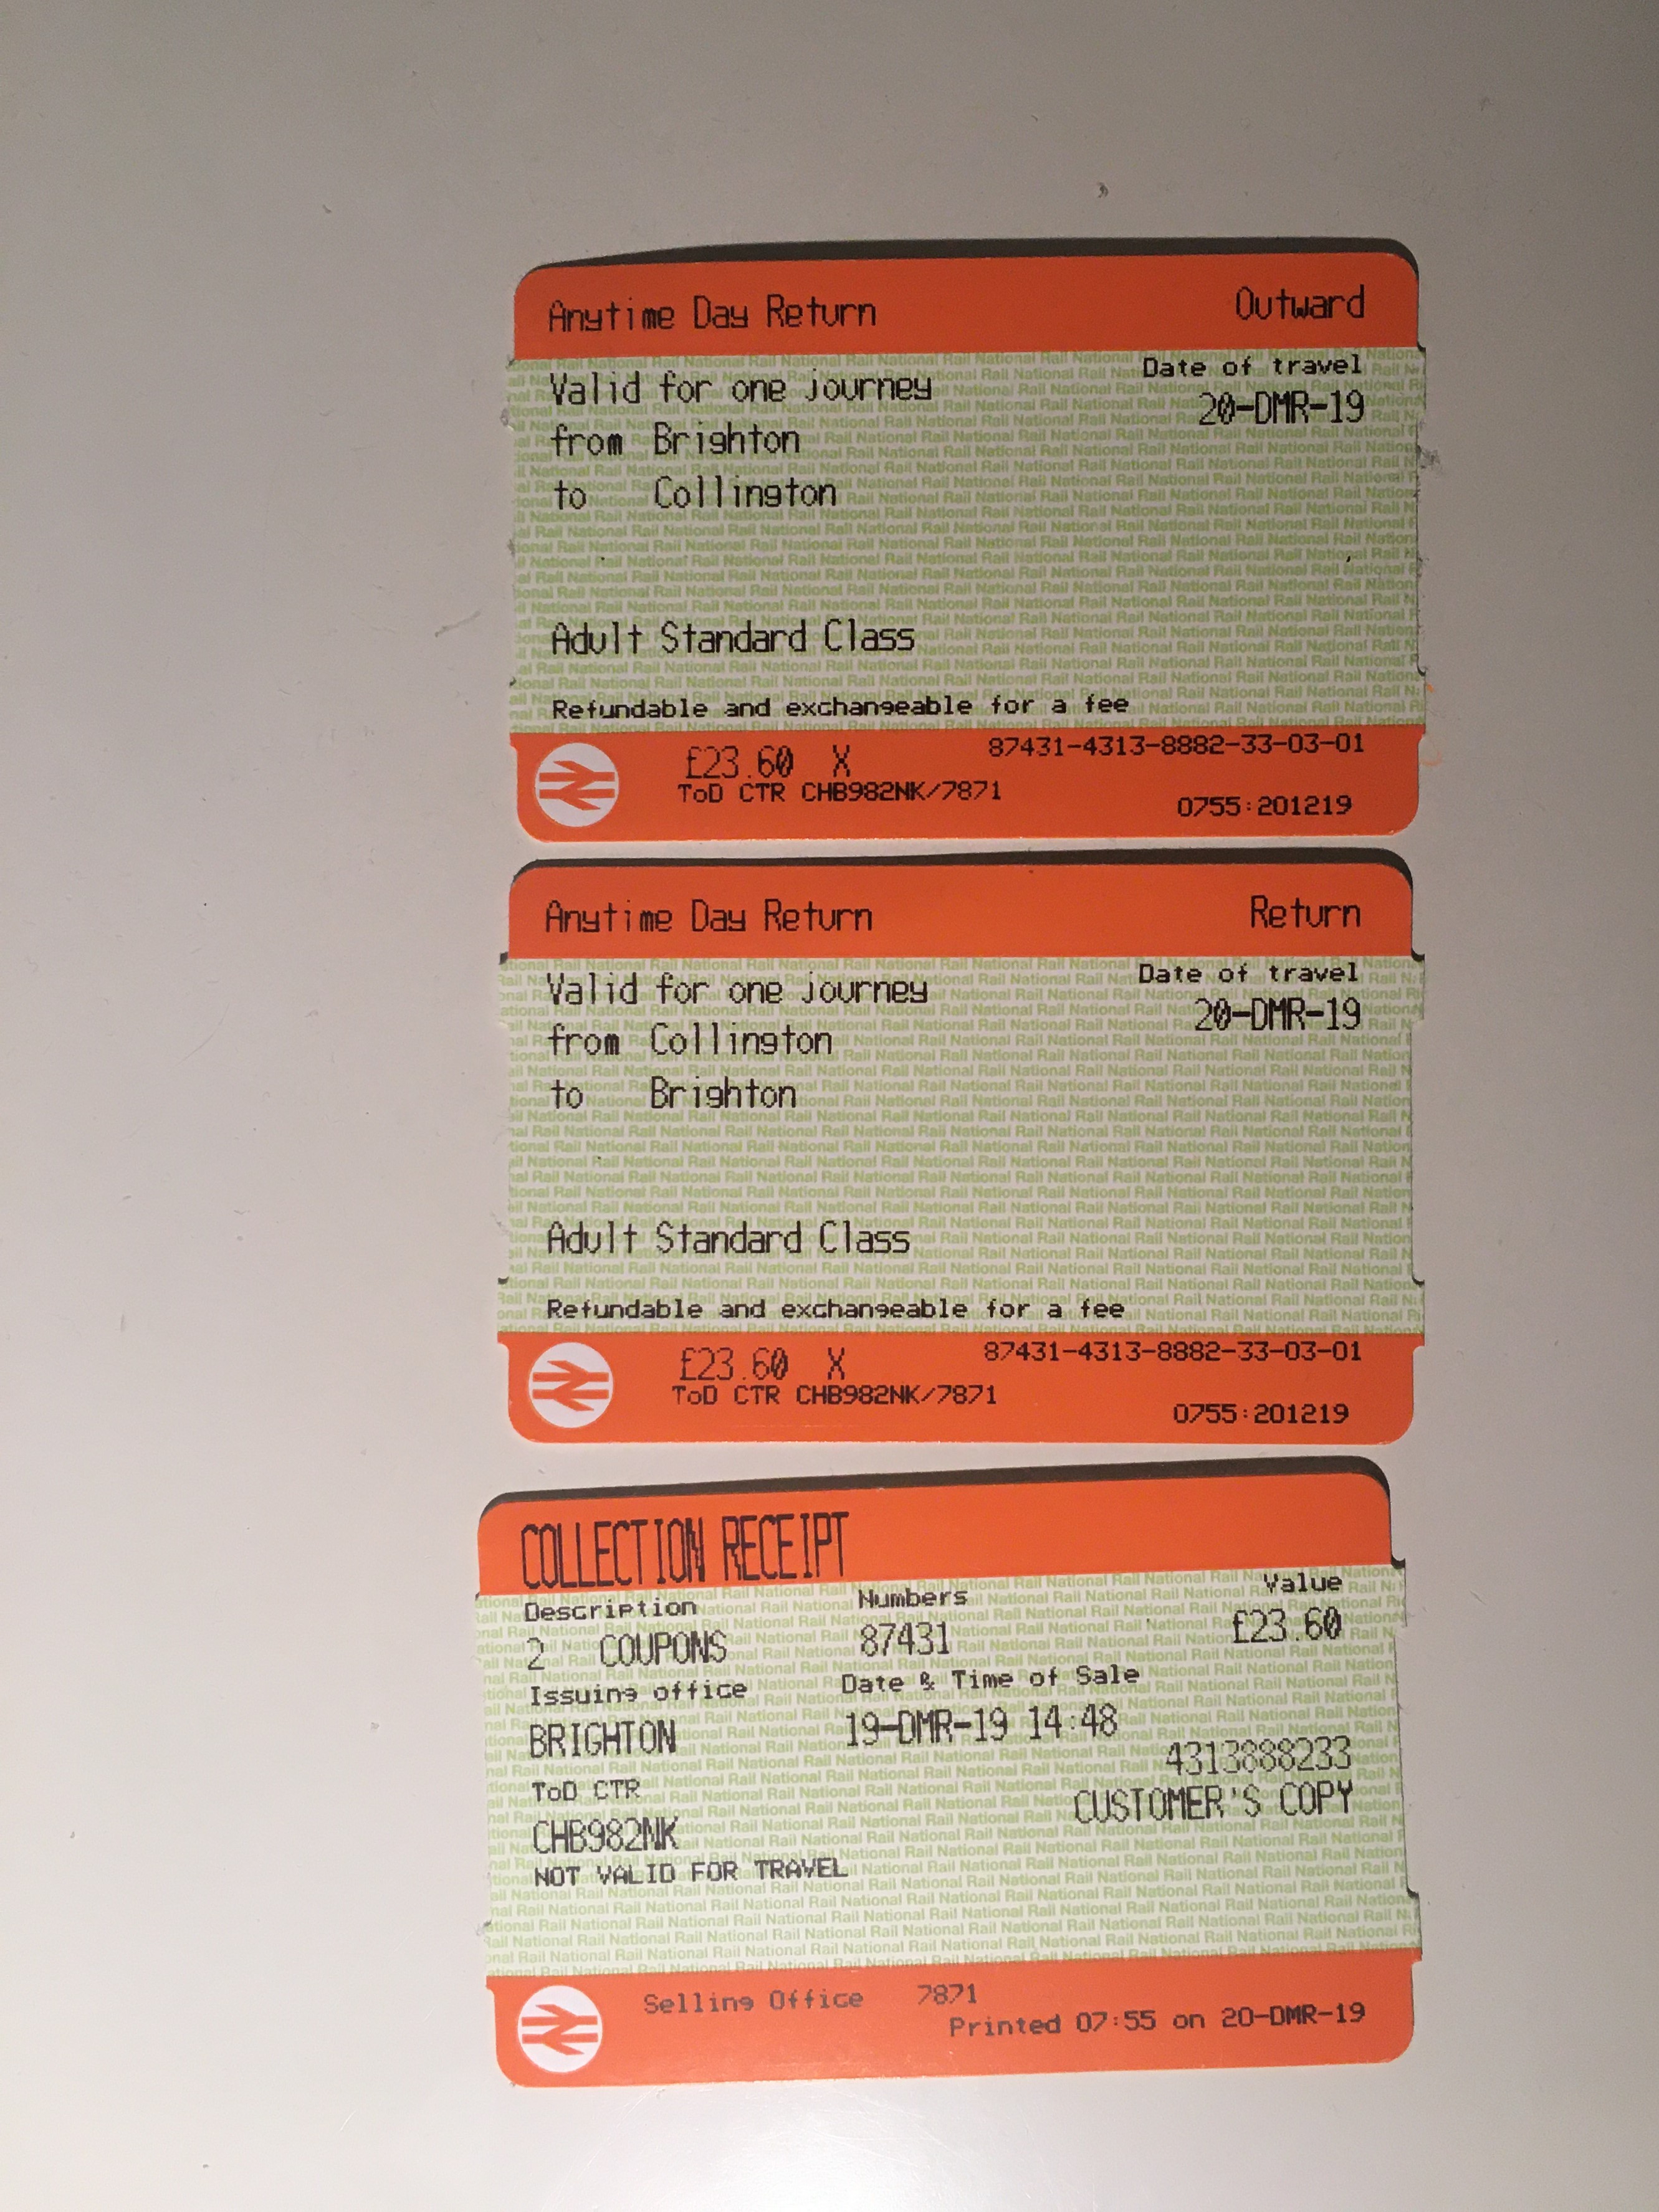 Anytime Day Return Outward
Date of travel
Valid for one journey
20-DMR-19
from Brighton
to Collington
Adult Standard Class
Refundable and exchangeable for a fee
£23.60 X 87431-4313-8882-33-03-01
ToD CTR CHB982NK/7871
0755:201219
Anytime Day Return Return
Date of travel
Valid for one journey
20-DMR-19
from Collington
to Brighton
Adult Standard Class
Refundable and exchangeable for a fee
£23.60 X 87431-4313-8882-33-03-01
ToD CTR CHB982NK/7871
0755:201219
COLLECTION RECEIPT
Description Numbers Value
2 COUPONS 87431 £23.60
Issuing office Date & Time of Sale
BRIGHTON 19-DMR-19 14:48
4313888233
ToD CTR
CUSTOMER'S COPY
CHB982NK
NOT VALID FOR TRAVEL
Selling Office 7871
Printed 07:55 on 20-DMR-19